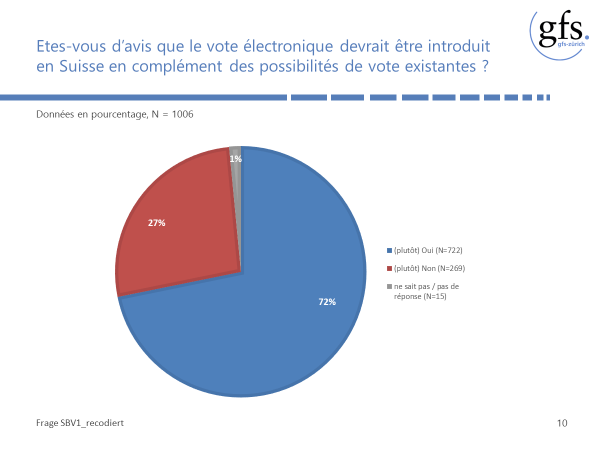 gfs.
gfs-zürich
Etes-vous d’avis que le vote électronique devrait être introduit
en Suisse en complément des possibilités de vote existantes ?
Données en pourcentage, N = 1006
1%
27%
72%
(plutôt) Oui (N=722)
(plutôt) Non (N=269)
ne sait pas / pas de
réponse (N=15)
Frage SBV1_recodiert
10